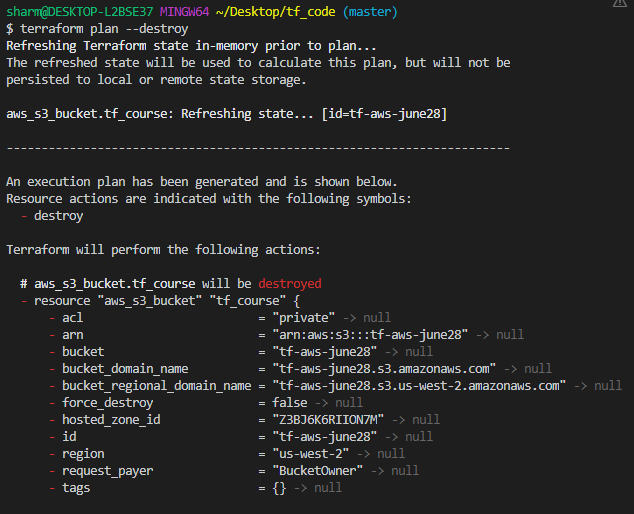 sharm@DESKTOP-L2BSE37 MINGW64 ~/Desktop/tf_code (master)
$ terraform plan --destroy
Refreshing Terraform state in-memory prior to plan...
The refreshed state will be used to calculate this plan, but will not be
persisted to local or remote state storage.

aws_s3_bucket.tf_course: Refreshing state... [id=tf-aws-june28]

------------------------------------------------------------------------

An execution plan has been generated and is shown below.
Resource actions are indicated with the following symbols:
  - destroy

Terraform will perform the following actions:

  # aws_s3_bucket.tf_course will be destroyed
  - resource "aws_s3_bucket" "tf_course" {
      - acl                         = "private" -> null
      - arn                         = "arn:aws:s3:::tf-aws-june28" -> null
      - bucket                      = "tf-aws-june28" -> null
      - bucket_domain_name          = "tf-aws-june28.s3.amazonaws.com" -> null
      - bucket_regional_domain_name = "tf-aws-june28.s3.us-west-2.amazonaws.com" -> null
      - force_destroy               = false -> null
      - hosted_zone_id              = "Z3BJ6K6RIION7M" -> null
      - id                          = "tf-aws-june28" -> null
      - region                      = "us-west-2" -> null
      - request_payer               = "BucketOwner" -> null
      - tags                        = {} -> null